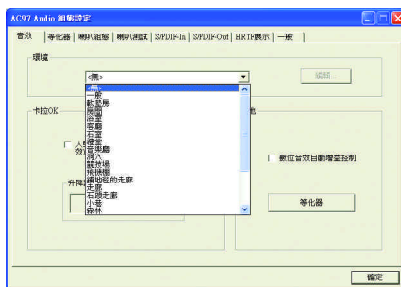 AC97 Audio 組態設定
音效 等化器 喇叭組態 喇叭測試 S/PDIF-In S/PDIF-Out HRTF展示 一般
環境
<無>
編輯
<無>
一般
軟墊房
房間
浴室
客廳
石室
禮堂
音樂廳
洞穴
競技場
飛機棚
鋪地毯的走廊
走廊
石頭走廊
小巷
森林
卡拉OK
其他
數位音效自動增益控制
等化器
確定